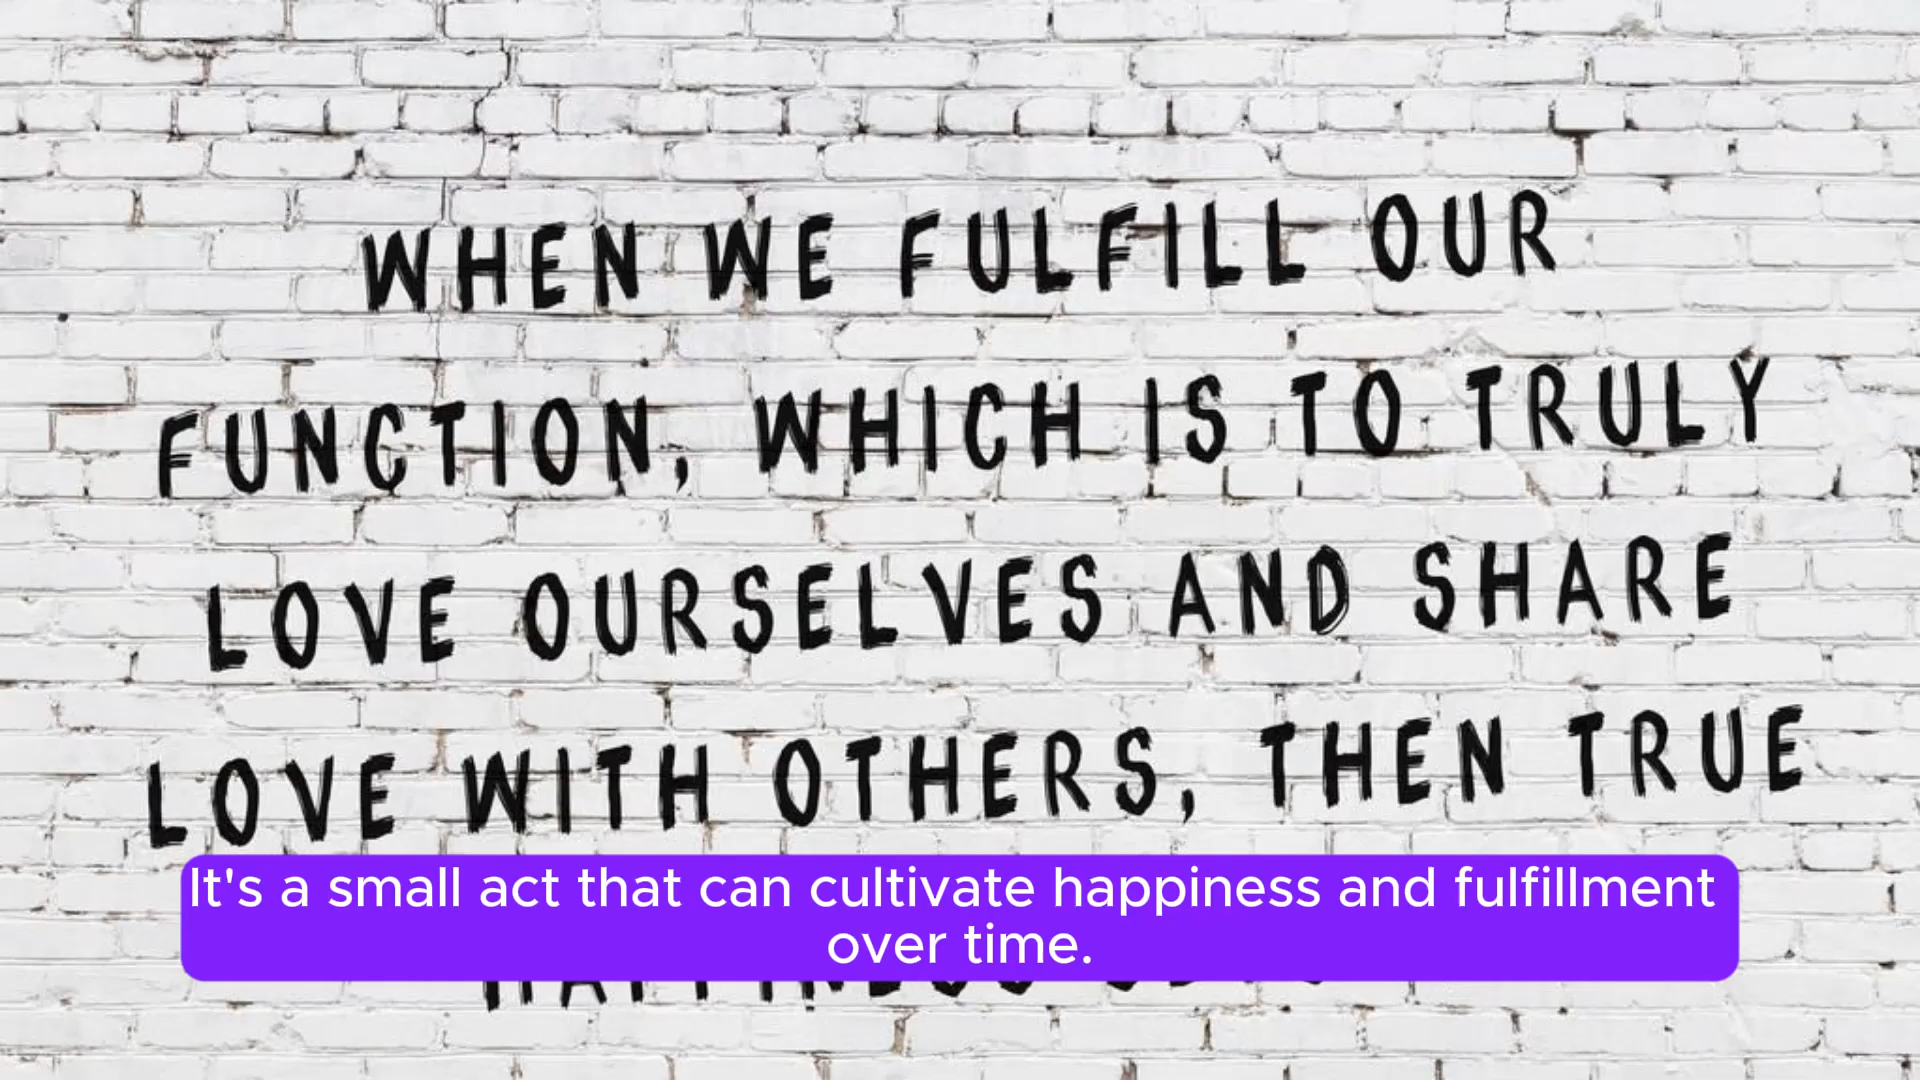 WHEN WE FULFILL OUR
FUNCTION, WHICH IS TO TRULY
LOVE OURSELVES AND SHARE
LOVE WITH OTHERS, THEN TRUE
It's a small act that can cultivate happiness and fulfillment
over time.